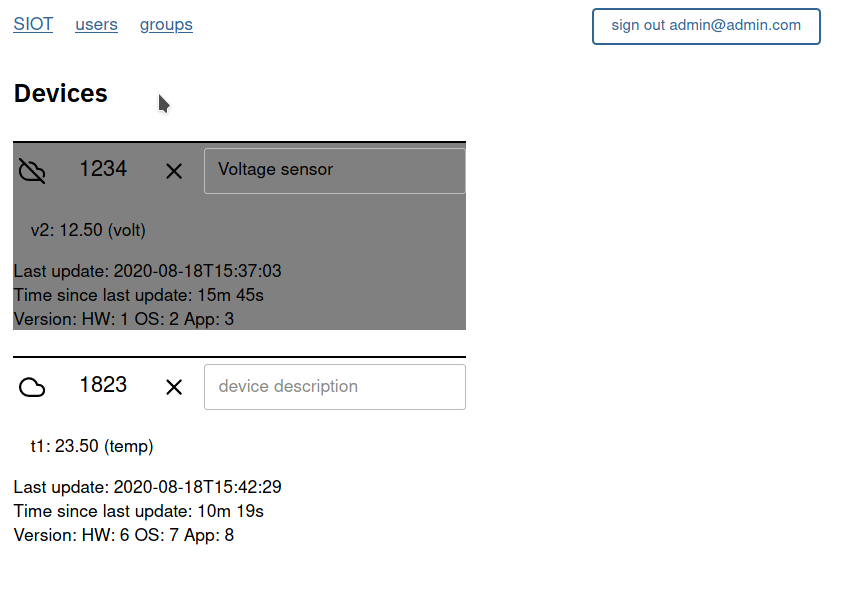 SIOT users groups sign out admin@admin.com
Devices
1234 Voltage sensor
v2: 12.50 (volt)
Last update: 2020-08-18T15:37:03
Time since last update: 15m 45s
Version: HW: 1 OS: 2 App: 3
1823 device description
t1: 23.50 (temp)
Last update: 2020-08-18T15:42:29
Time since last update: 10m 19s
Version: HW: 6 OS: 7 App: 8